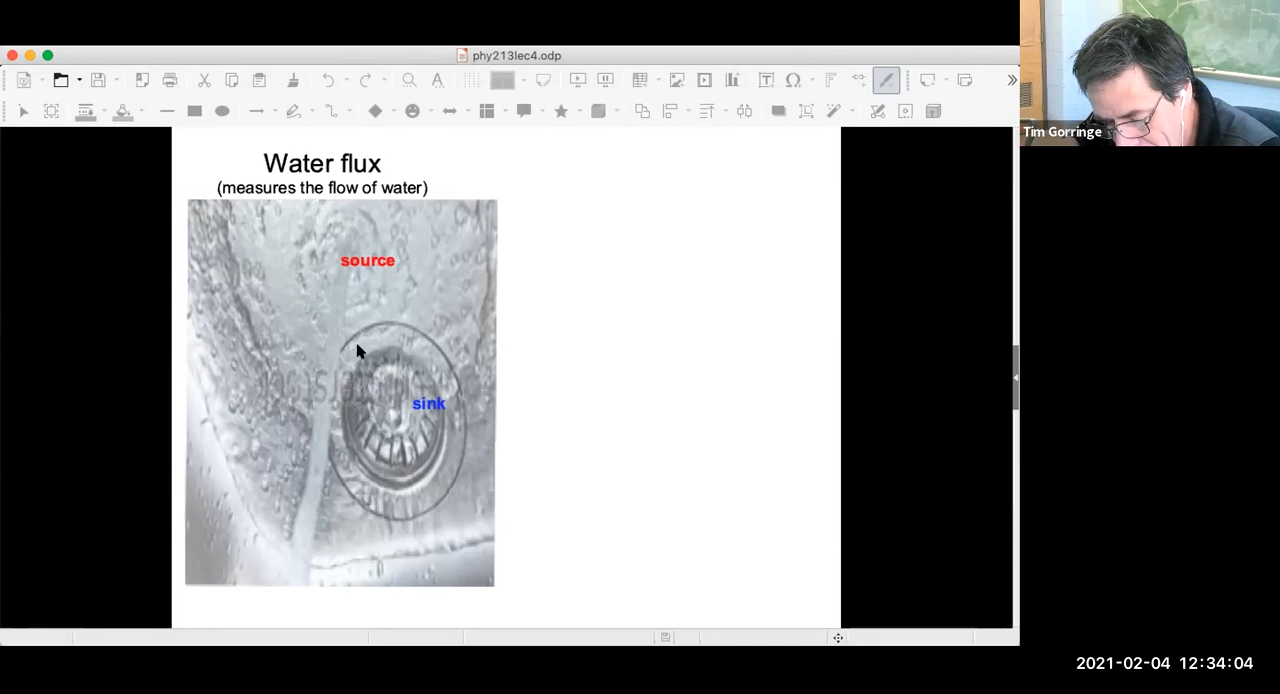 phy213lec4.odp
Water flux
(measures the flow of water)
source
sink
Tim Gorringe
2021-02-04 12:34:04